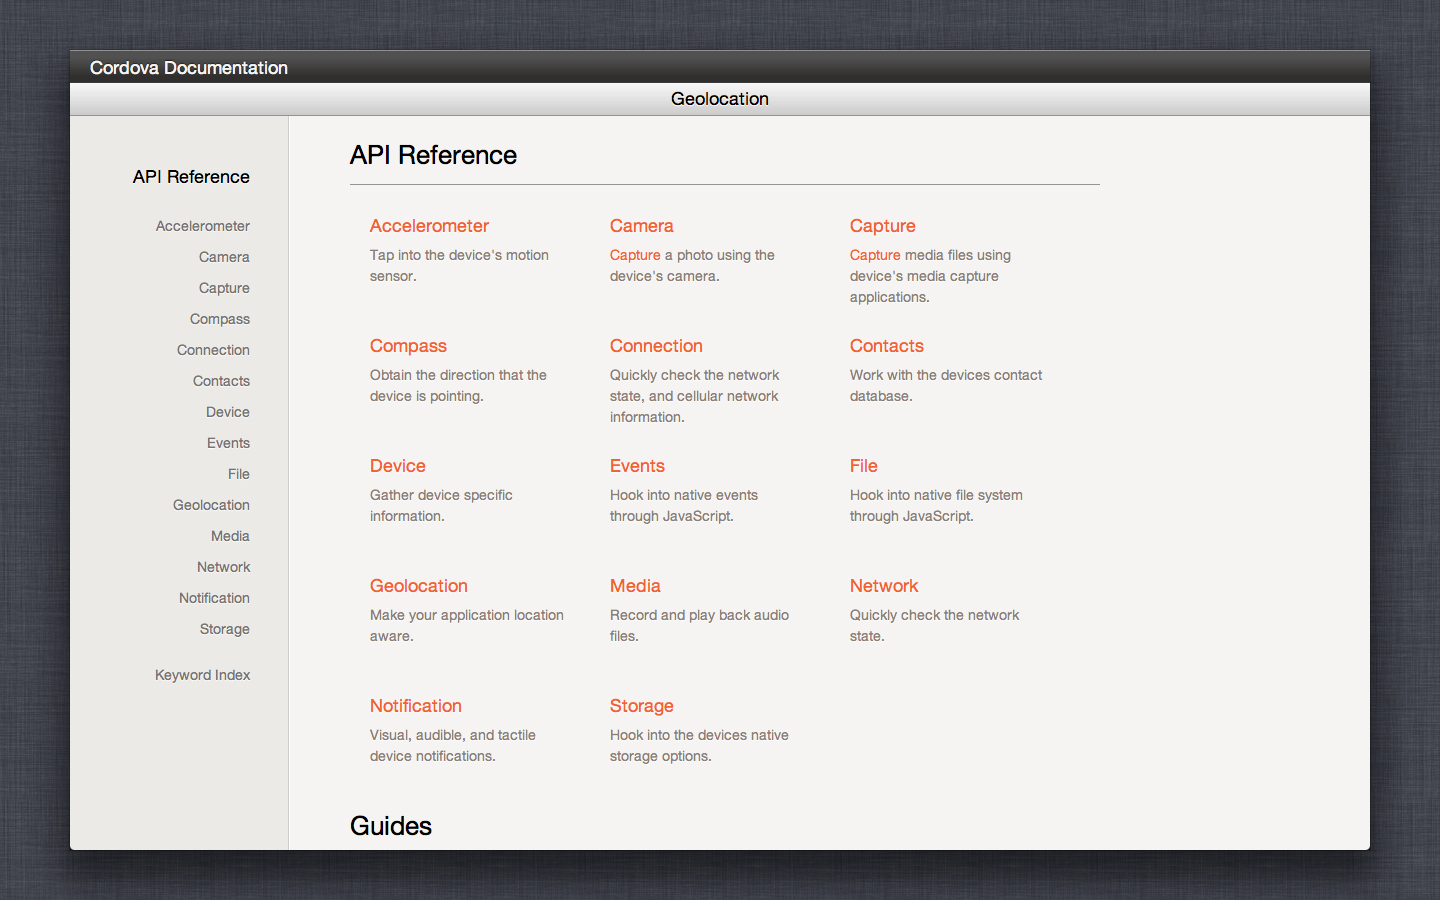 Cordova Documentation
Geolocation
API Reference
Accelerometer
Camera
Capture
Compass
Connection
Contacts
Device
Events
File
Geolocation
Media
Network
Notification
Storage
Keyword Index
API Reference
Accelerometer
Tap into the device's motion
sensor.
Camera
Capture a photo using the
device's camera.
Capture
Capture media files using
device's media capture
applications.
Compass
Obtain the direction that the
device is pointing.
Connection
Quickly check the network
state, and cellular network
information.
Contacts
Work with the devices contact
database.
Device
Gather device specific
information.
Events
Hook into native events
through JavaScript.
File
Hook into native file system
through JavaScript.
Geolocation
Make your application location
aware.
Media
Record and play back audio
files.
Network
Quickly check the network
state.
Notification
Visual, audible, and tactile
device notifications.
Storage
Hook into the devices native
storage options.
Guides